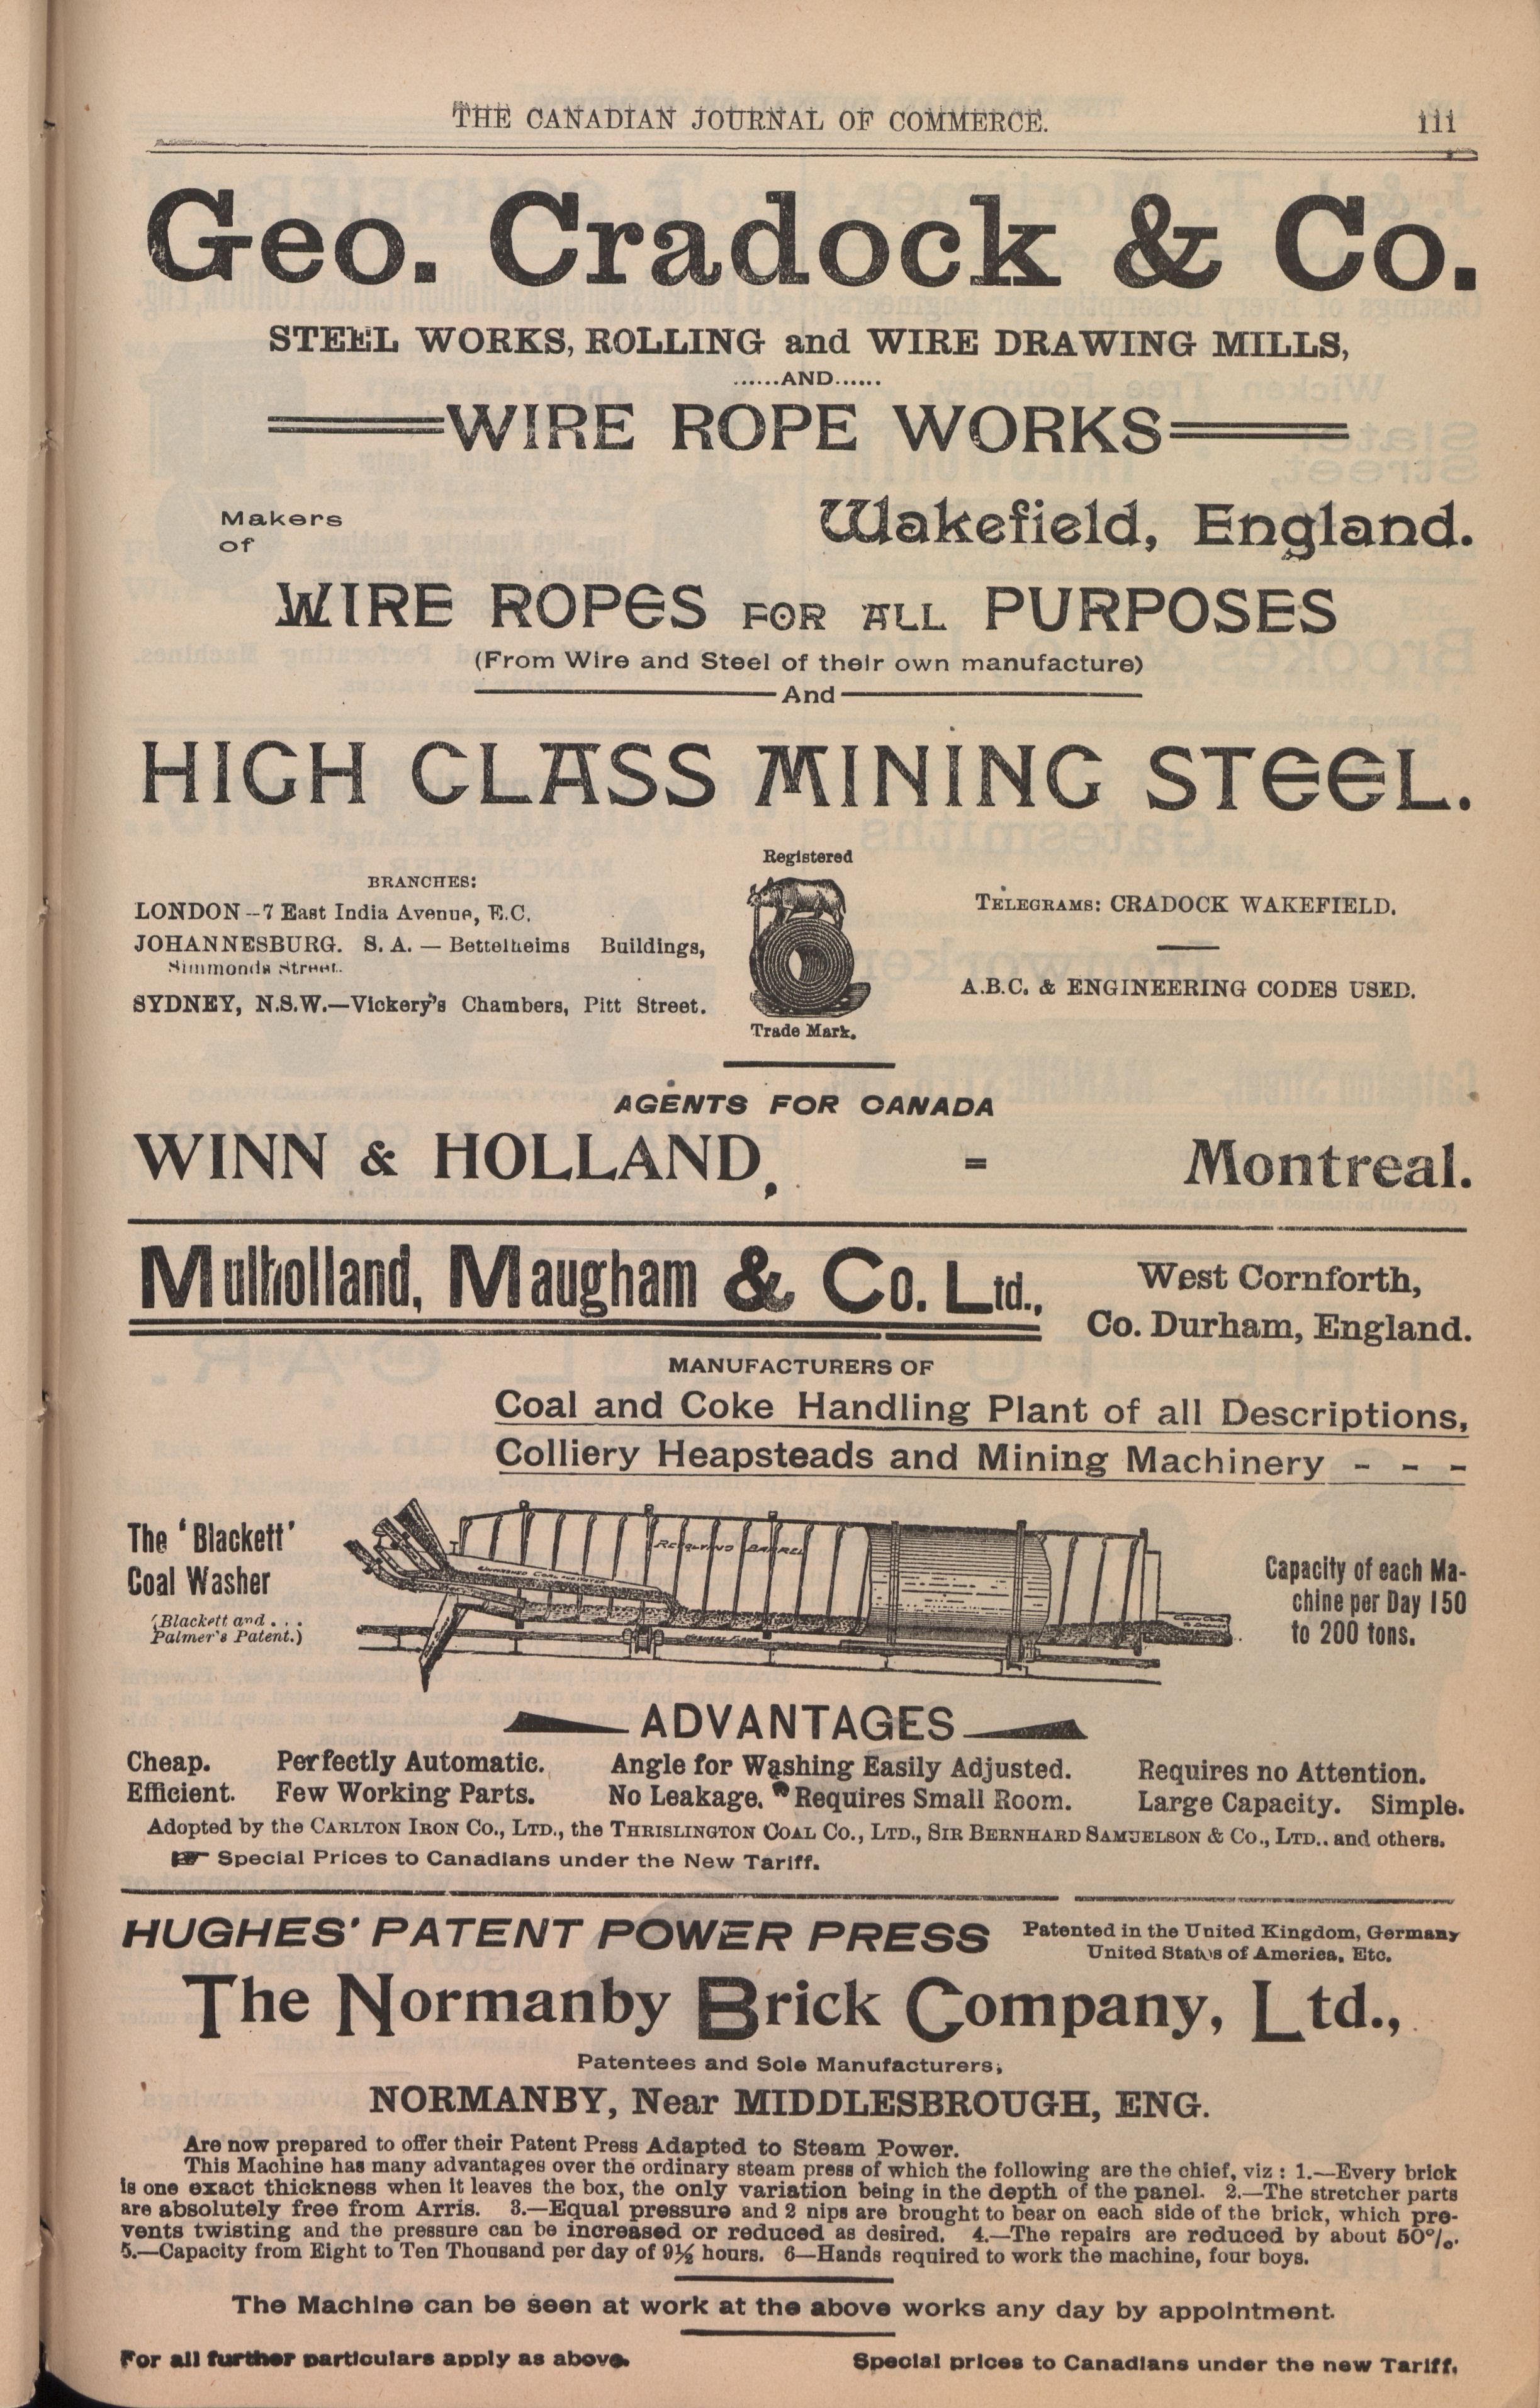 THE CANADIAN JOURNAL OF COMMERCE. iii
Geo. Cradock & Co.
STEEL WORKS, ROLLING and WIRE DRAWING MILLS,
......AND......
WIRE ROPE WORKS
Makers
of
Wakefield, England.
WIRE ROPES FOR ALL PURPOSES
(From Wire and Steel of their own manufacture)
And
HIGH CLASS MINING STEEL.
BRANCHES:
LONDON--7 East India Avenue, E.C.
JOHANNESBURG. S. A. — Bettelheims Buildings,
Simmonds Street.
SYDNEY, N.S.W.—Vickery's Chambers, Pitt Street.
Registered
Trade Mark.
TELEGRAMS: CRADOCK WAKEFIELD.
A.B.C. & ENGINEERING CODES USED.
AGENTS FOR CANADA
WINN & HOLLAND, = Montreal.
Mulholland, Maugham & Co. Ltd.,
West Cornforth,
Co. Durham, England.
MANUFACTURERS OF
Coal and Coke Handling Plant of all Descriptions,
Colliery Heapsteads and Mining Machinery - - -
The 'Blackett'
Coal Washer
(Blackett and . . .
Palmer's Patent.)
REVOLVING BARREL
Capacity of each Ma-
chine per Day 150
to 200 tons.
ADVANTAGES
Cheap. Perfectly Automatic. Angle for Washing Easily Adjusted. Requires no Attention.
Efficient. Few Working Parts. No Leakage. Requires Small Room. Large Capacity. Simple.
Adopted by the CARLTON IRON CO., LTD., the THRISLINGTON COAL CO., LTD., SIR BERNHARD SAMUELSON & CO., LTD.. and others.
☞ Special Prices to Canadians under the New Tariff.
HUGHES' PATENT POWER PRESS
Patented in the United Kingdom, Germany
United States of America, Etc.
The Normanby Brick Company, Ltd.,
Patentees and Sole Manufacturers,
NORMANBY, Near MIDDLESBROUGH, ENG.
Are now prepared to offer their Patent Press Adapted to Steam Power.
This Machine has many advantages over the ordinary steam press of which the following are the chief, viz : 1.—Every brick
is one exact thickness when it leaves the box, the only variation being in the depth of the panel. 2.—The stretcher parts
are absolutely free from Arris. 3.—Equal pressure and 2 nips are brought to bear on each side of the brick, which pre-
vents twisting and the pressure can be increased or reduced as desired. 4.—The repairs are reduced by about 50%.
5.—Capacity from Eight to Ten Thousand per day of 9½ hours. 6—Hands required to work the machine, four boys.
The Machine can be seen at work at the above works any day by appointment.
For all further particulars apply as above.
Special prices to Canadians under the new Tariff.